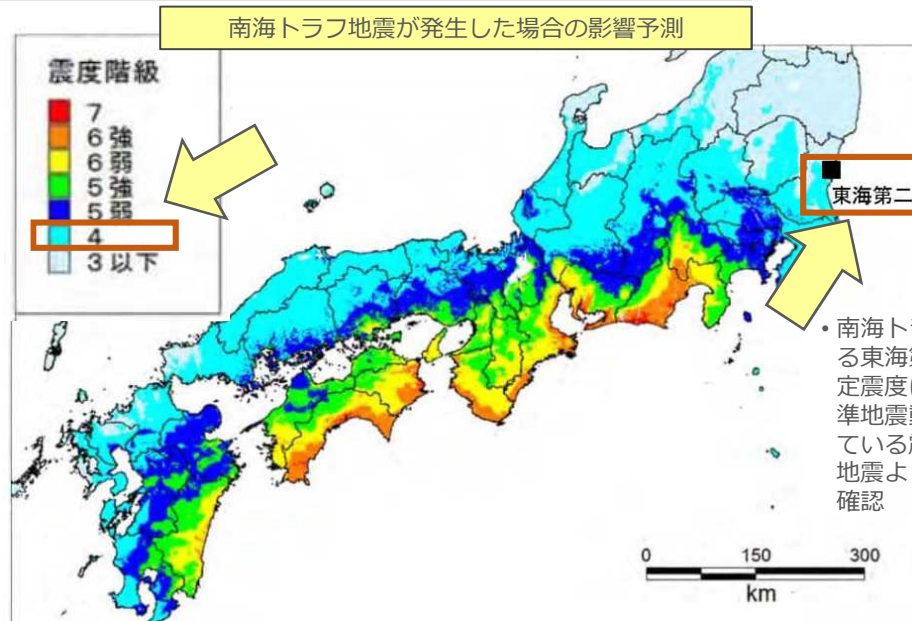 南海トラフ地震が発生した場合の影響予測
震度階級
7
6強
6弱
5強
5弱
4
3以下
東海第二
• 南海トラ
る東海第
定震度
準地震動
ている
地震よ
確認
0 150 300
km